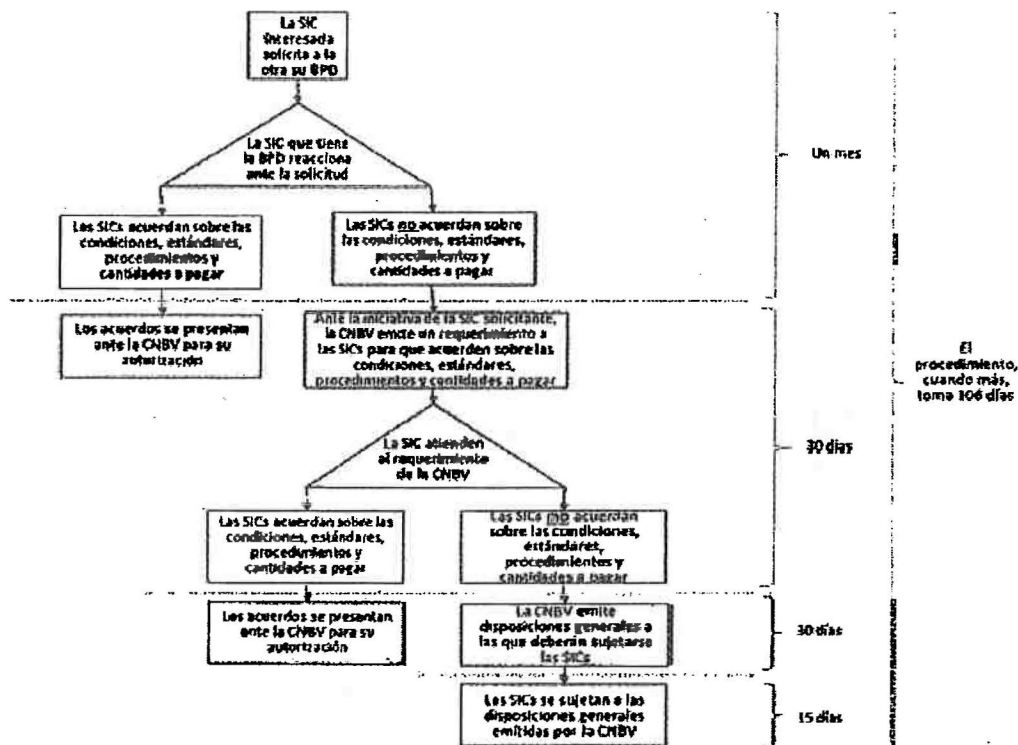 La SIC
interesada
solicita a la
otra su BPD
La SIC que tiene
la BPD reacciona
ante la solicitud
Un mes
Las SICs acuerdan sobre las
condiciones, estándares,
procedimientos y
cantidades a pagar
Las SICs no acuerdan sobre
las condiciones, estándares,
procedimientos y
cantidades a pagar
Los acuerdos se presentan
ante la CNBV para su
autorización
Ante la iniciativa de la SIC solicitante,
la CNBV emite un requerimiento a
las SICs para que acuerden sobre las
condiciones, estándares,
procedimientos y cantidades a pagar
El
procedimiento,
cuando más,
toma 106 días
La SIC atienden
al requerimiento
de la CNBV
30 días
Las SICs acuerdan sobre las
condiciones, estándares,
procedimientos y
cantidades a pagar
Las SICs no acuerdan
sobre las condiciones,
estándares,
procedimientos y
cantidades a pagar
Los acuerdos se presentan
ante la CNBV para su
autorización
La CNBV emite
disposiciones generales a
las que deberán sujetarse
las SICs
30 días
Las SICs se sujetan a las
disposiciones generales
emitidas por la CNBV
15 días